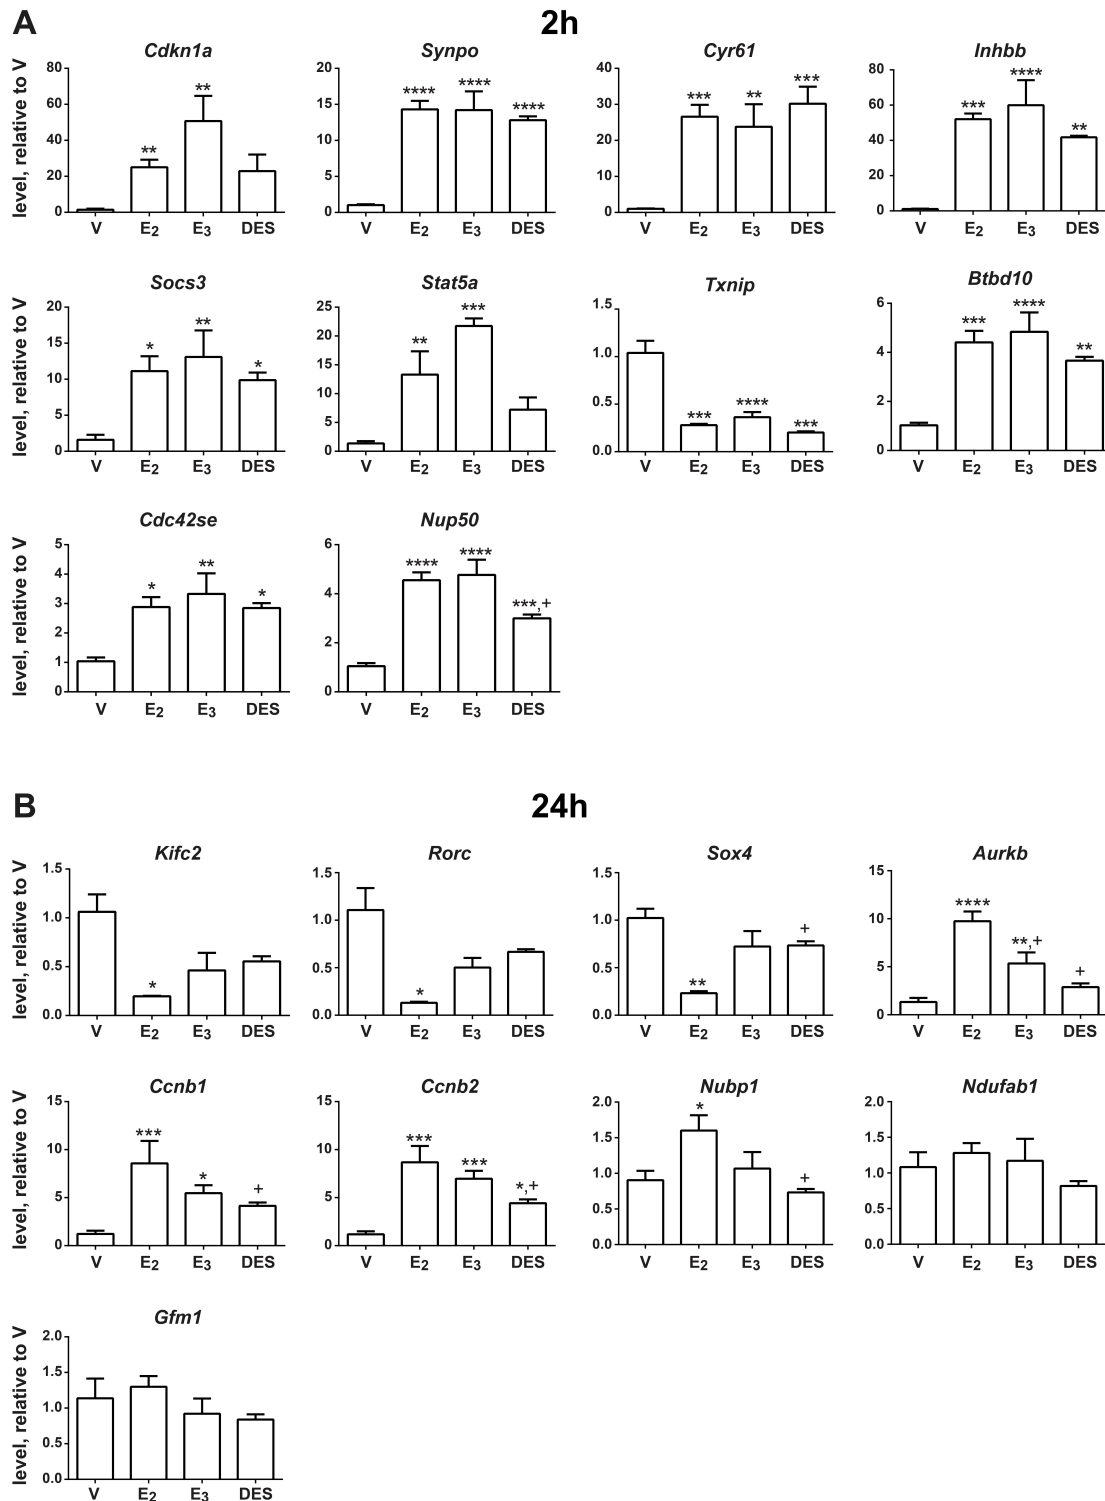 A 2h
Cdkn1a Synpo Cyr61 Inhbb
level, relative to V
80 60 40 20 0
** **
V E2 E3 DES
20 15 10 5 0
**** **** ****
V E2 E3 DES
40 30 20 10 0
*** ** ***
V E2 E3 DES
80 60 40 20 0
*** **** **
V E2 E3 DES
Socs3 Stat5a Txnip Btbd10
level, relative to V
20 15 10 5 0
* ** *
V E2 E3 DES
25 20 15 10 5 0
** ***
V E2 E3 DES
1.5 1.0 0.5 0.0
*** **** ***
V E2 E3 DES
6 4 2 0
*** **** **
V E2 E3 DES
Cdc42se Nup50
level, relative to V
5 4 3 2 1 0
* ** *
V E2 E3 DES
6 4 2 0
**** **** ***,+
V E2 E3 DES
B 24h
Kifc2 Rorc Sox4 Aurkb
level, relative to V
1.5 1.0 0.5 0.0
*
V E2 E3 DES
1.5 1.0 0.5 0.0
*
V E2 E3 DES
1.5 1.0 0.5 0.0
** +
V E2 E3 DES
15 10 5 0
**** **,+ +
V E2 E3 DES
Ccnb1 Ccnb2 Nubp1 Ndufab1
level, relative to V
15 10 5 0
*** * +
V E2 E3 DES
15 10 5 0
*** *** *,+
V E2 E3 DES
2.0 1.5 1.0 0.5 0.0
* +
V E2 E3 DES
2.0 1.5 1.0 0.5 0.0
V E2 E3 DES
Gfm1
level, relative to V
2.0 1.5 1.0 0.5 0.0
V E2 E3 DES